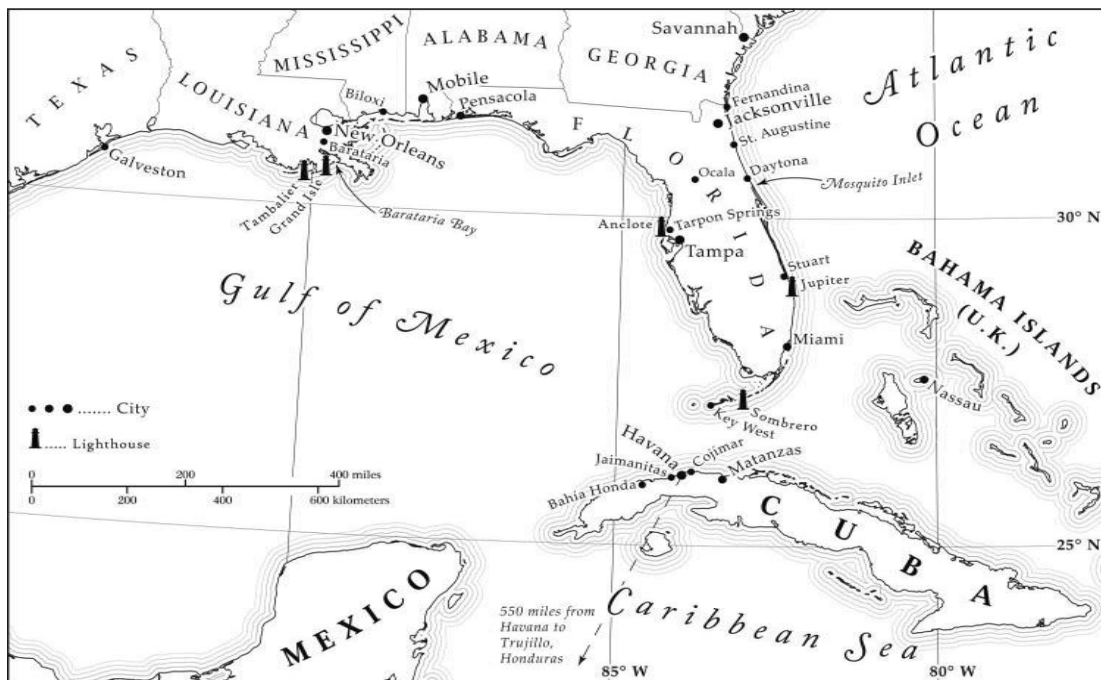 TEXAS
LOUISIANA
MISSISSIPPI
ALABAMA
GEORGIA
FLORIDA
Savannah
Fernandina
Jacksonville
St. Augustine
Daytona
Mosquito Inlet
Ocala
Atlantic
Ocean
Mobile
Biloxi
Pensacola
New Orleans
Barataria
Galveston
Tambalier
Grand Isle
Barataria Bay
Anclote
Tarpon Springs
Tampa
30° N
Stuart
Jupiter
BAHAMA ISLANDS
(U.K.)
Gulf of Mexico
Miami
Nassau
Sombrero
Key West
...... City
..... Lighthouse
0 200 400 miles
0 200 400 600 kilometers
Havana
Cojimar
Jaimanitas
Matanzas
Bahia Honda
CUBA
25° N
MEXICO
550 miles from
Havana to
Trujillo,
Honduras
Caribbean Sea
85° W
80° W